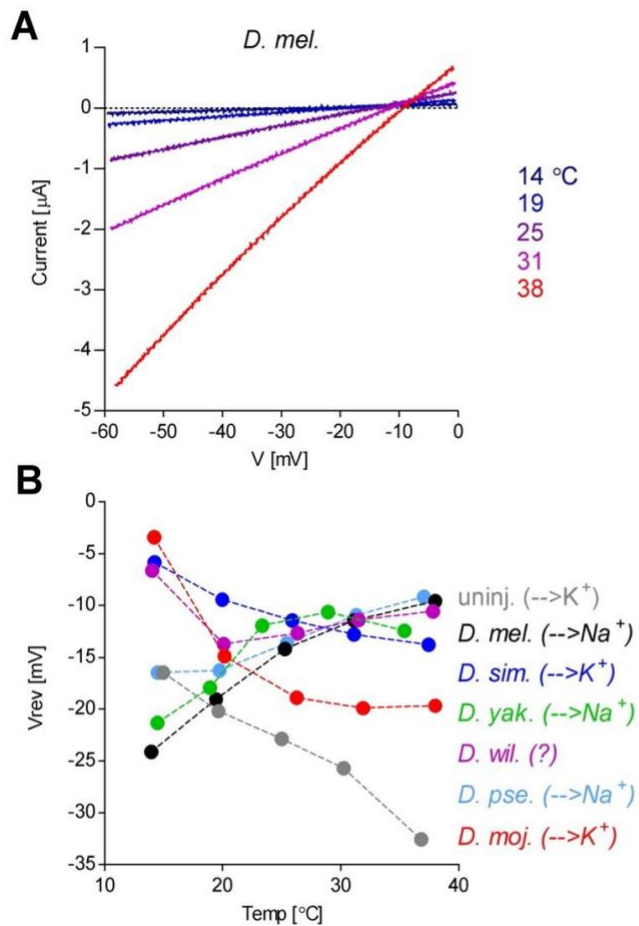 A
D. mel.
1
0
-1
-2
-3
-4
-5
Current [µA]
-60 -50 -40 -30 -20 -10 0
V [mV]
14 °C
19
25
31
38
B
0
-5
-10
-15
-20
-25
-30
-35
Vrev [mV]
10 20 30 40
Temp [°C]
uninj. (-->K⁺)
D. mel. (-->Na⁺)
D. sim. (-->K⁺)
D. yak. (-->Na⁺)
D. wil. (?)
D. pse. (-->Na⁺)
D. moj. (-->K⁺)